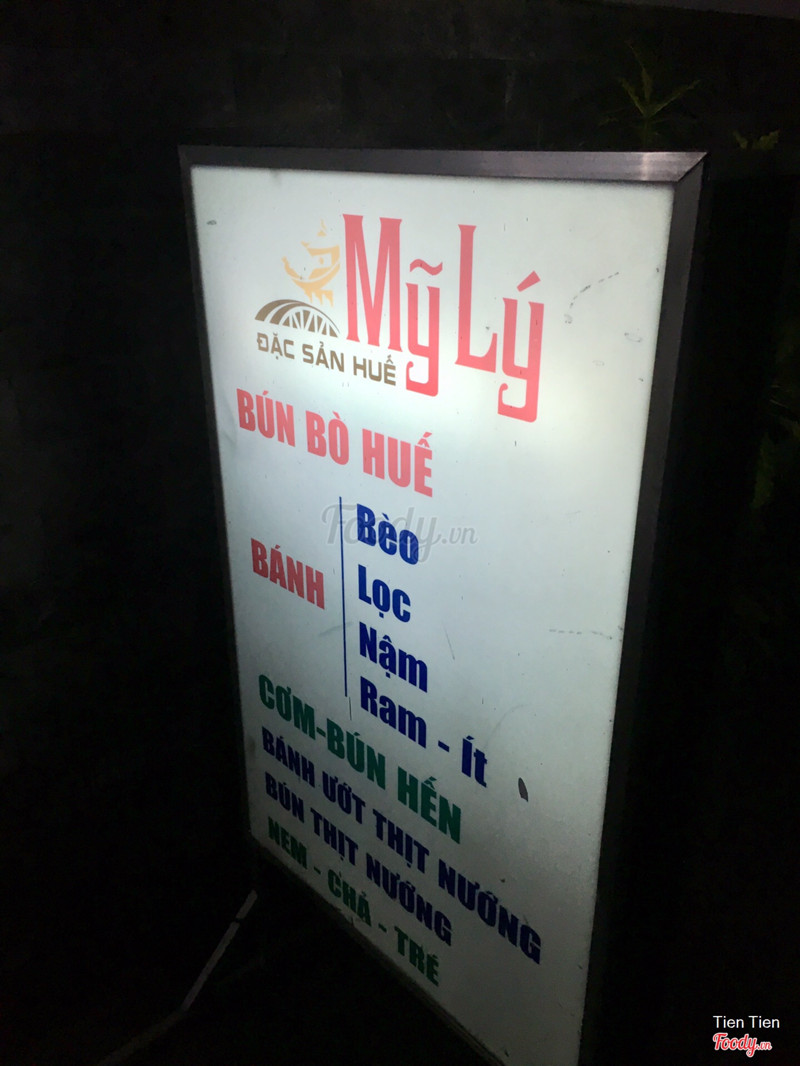 Mỹ Lý
ĐẶC SẢN HUẾ
BÚN BÒ HUẾ
BÁNH
Bèo
Lọc
Nậm
Ram - Ít
CƠM-BÚN HẾN
BÁNH ƯỚT THỊT NƯỚNG
BÚN THỊT NƯỚNG
NEM - CHẢ - TRÉ
Foody.vn
Tien Tien
Foody.vn